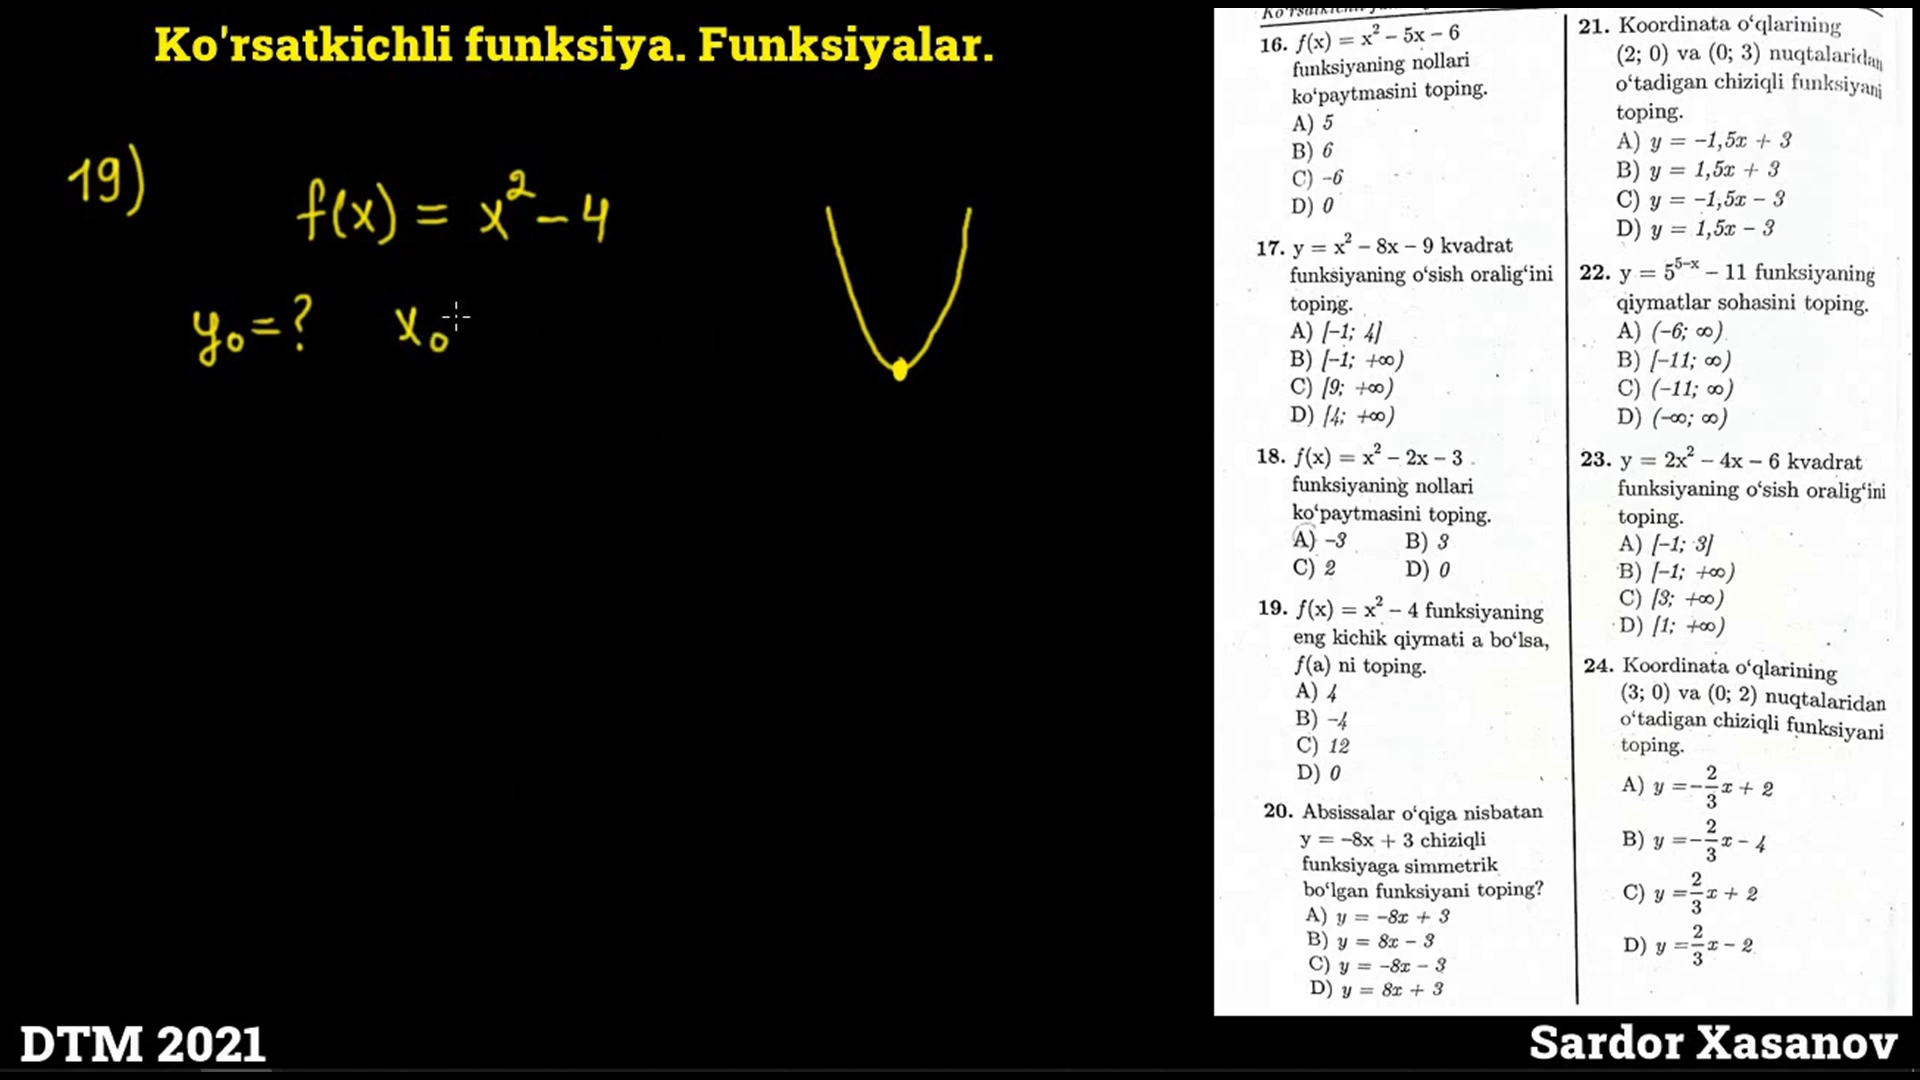 Ko'rsatkichli funksiya. Funksiyalar.
19)
f(x) = x² – 4
y₀ = ? x₀
16. f(x) = x² – 5x – 6
funksiyaning nollari
ko‘paytmasini toping.
A) 5
B) 6
C) –6
D) 0
17. y = x² – 8x – 9 kvadrat
funksiyaning o‘sish oralig‘ini
toping.
A) [–1; 4]
B) [–1; +∞)
C) [9; +∞)
D) [4; +∞)
18. f(x) = x² – 2x – 3
funksiyaning nollari
ko‘paytmasini toping.
A) –3 B) 3
C) 2 D) 0
19. f(x) = x² – 4 funksiyaning
eng kichik qiymati a bo‘lsa,
f(a) ni toping.
A) 4
B) –4
C) 12
D) 0
20. Absissalar o‘qiga nisbatan
y = –8x + 3 chiziqli
funksiyaga simmetrik
bo‘lgan funksiyani toping?
A) y = –8x + 3
B) y = 8x – 3
C) y = –8x – 3
D) y = 8x + 3
21. Koordinata o‘qlarining
(2; 0) va (0; 3) nuqtalaridan
o‘tadigan chiziqli funksiyani
toping.
A) y = –1,5x + 3
B) y = 1,5x + 3
C) y = –1,5x – 3
D) y = 1,5x – 3
22. y = 5⁵⁻ˣ – 11 funksiyaning
qiymatlar sohasini toping.
A) (–6; ∞)
B) [–11; ∞)
C) (–11; ∞)
D) (–∞; ∞)
23. y = 2x² – 4x – 6 kvadrat
funksiyaning o‘sish oralig‘ini
toping.
A) [–1; 3]
B) [–1; +∞)
C) [3; +∞)
D) [1; +∞)
24. Koordinata o‘qlarining
(3; 0) va (0; 2) nuqtalaridan
o‘tadigan chiziqli funksiyani
toping.
A) y = –2/3x + 2
B) y = –2/3x – 4
C) y = 2/3x + 2
D) y = 2/3x – 2
DTM 2021
Sardor Xasanov